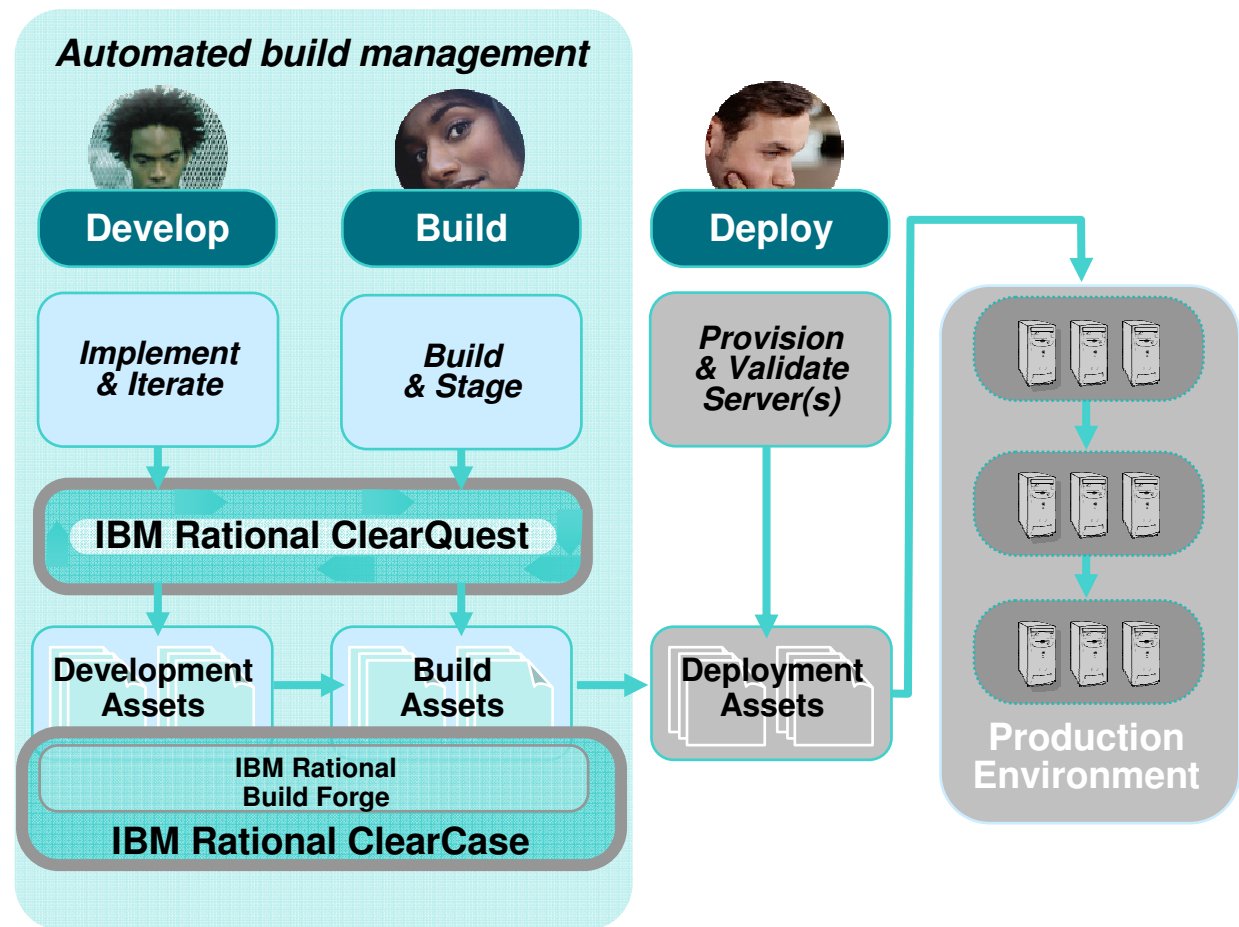 Automated build management
Develop
Build
Deploy
Implement
& Iterate
Build
& Stage
Provision
& Validate
Server(s)
IBM Rational ClearQuest
Development
Assets
Build
Assets
Deployment
Assets
IBM Rational
Build Forge
IBM Rational ClearCase
Production
Environment